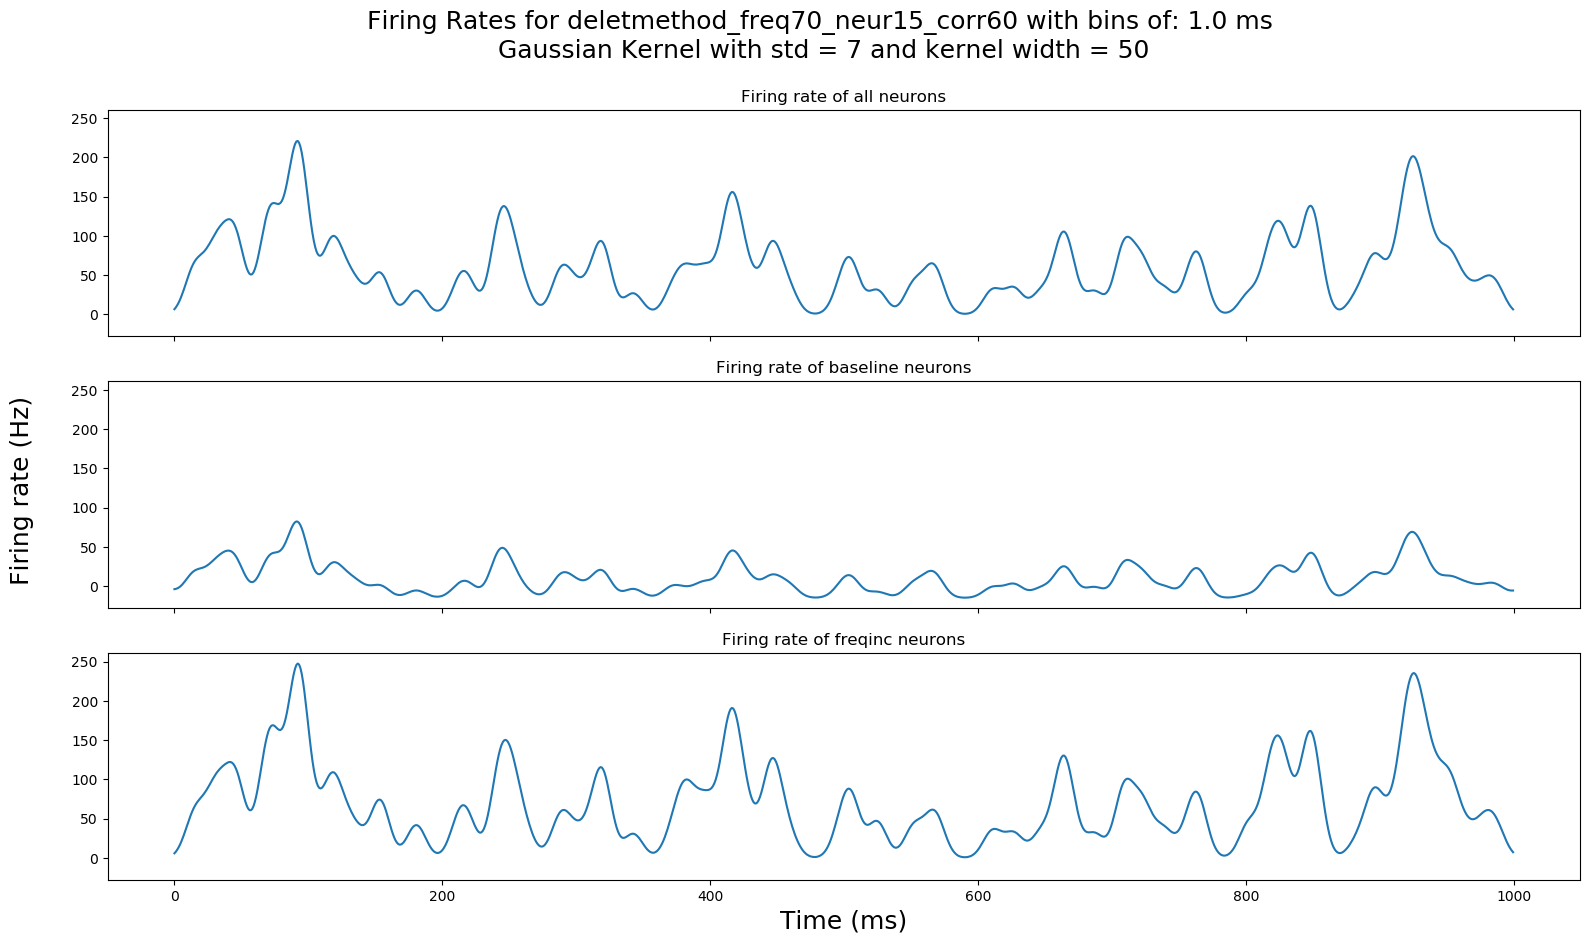 Firing Rates for deletmethod_freq70_neur15_corr60 with bins of: 1.0 ms
Gaussian Kernel with std = 7 and kernel width = 50
Firing rate of all neurons
250
200
150
100
50
0
Firing rate of baseline neurons
250
200
150
100
50
0
Firing rate (Hz)
Firing rate of freqinc neurons
250
200
150
100
50
0
0 200 400 600 800 1000
Time (ms)